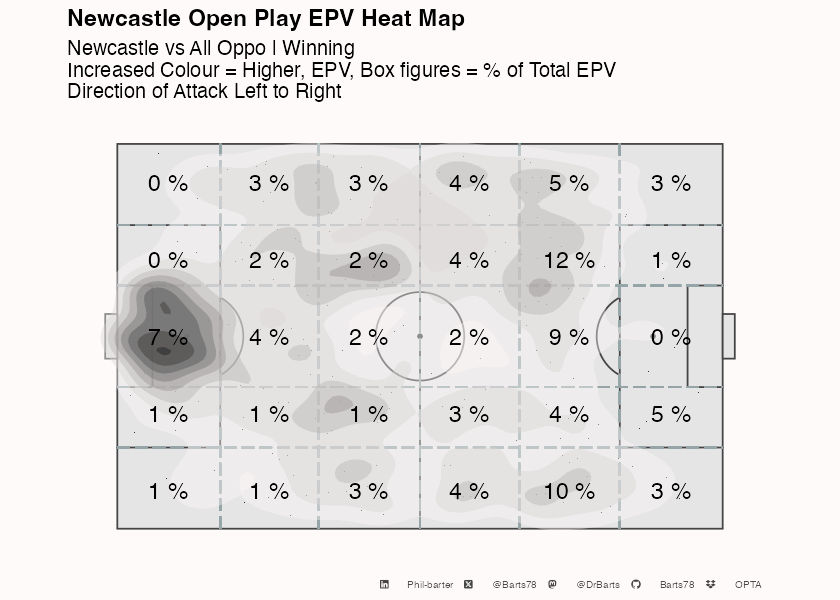 Newcastle Open Play EPV Heat Map
Newcastle vs All Oppo | Winning
Increased Colour = Higher, EPV, Box figures = % of Total EPV
Direction of Attack Left to Right
0 % 3 % 3 % 4 % 5 % 3 %
0 % 2 % 2 % 4 % 12 % 1 %
7 % 4 % 2 % 2 % 9 % 0 %
1 % 1 % 1 % 3 % 4 % 5 %
1 % 1 % 3 % 4 % 10 % 3 %
Phil-barter @Barts78 @DrBarts Barts78 OPTA